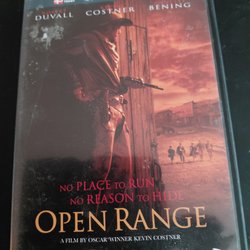 DUVALL COSTNER BENING
NO PLACE TO RUN
NO REASON TO HIDE
OPEN RANGE
A FILM BY OSCAR WINNER KEVIN COSTNER